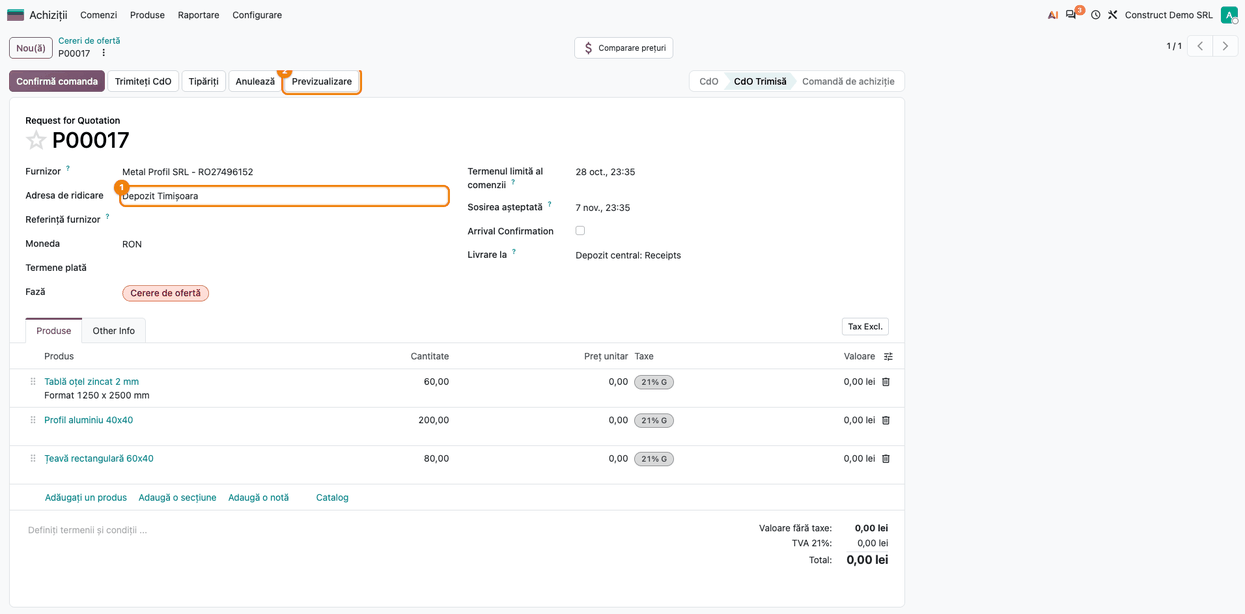 Achiziții Comenzi Produse Raportare Configurare
3 Construct Demo SRL A
Nou(ă) Cereri de ofertă
P00017
$ Comparare prețuri
1 / 1
Confirmă comanda Trimiteți CdO Tipăriți Anulează Previzualizare
CdO CdO Trimisă Comandă de achiziție
Request for Quotation
P00017
Furnizor ? Metal Profil SRL - RO27496152
1
Adresa de ridicare Depozit Timișoara
Referință furnizor ?
Moneda RON
Termene plată
Fază Cerere de ofertă
Termenul limită al comenzii ? 28 oct., 23:35
Sosirea așteptată ? 7 nov., 23:35
Arrival Confirmation
Livrare la ? Depozit central: Receipts
Produse Other Info Tax Excl.
Produs Cantitate Preț unitar Taxe Valoare
Tablă oțel zincat 2 mm 60,00 0,00 21% G 0,00 lei
Format 1250 x 2500 mm
Profil aluminiu 40x40 200,00 0,00 21% G 0,00 lei
Țeavă rectangulară 60x40 80,00 0,00 21% G 0,00 lei
Adăugați un produs Adaugă o secțiune Adaugă o notă Catalog
Definiți termenii și condiții ...
Valoare fără taxe: 0,00 lei
TVA 21%: 0,00 lei
Total: 0,00 lei